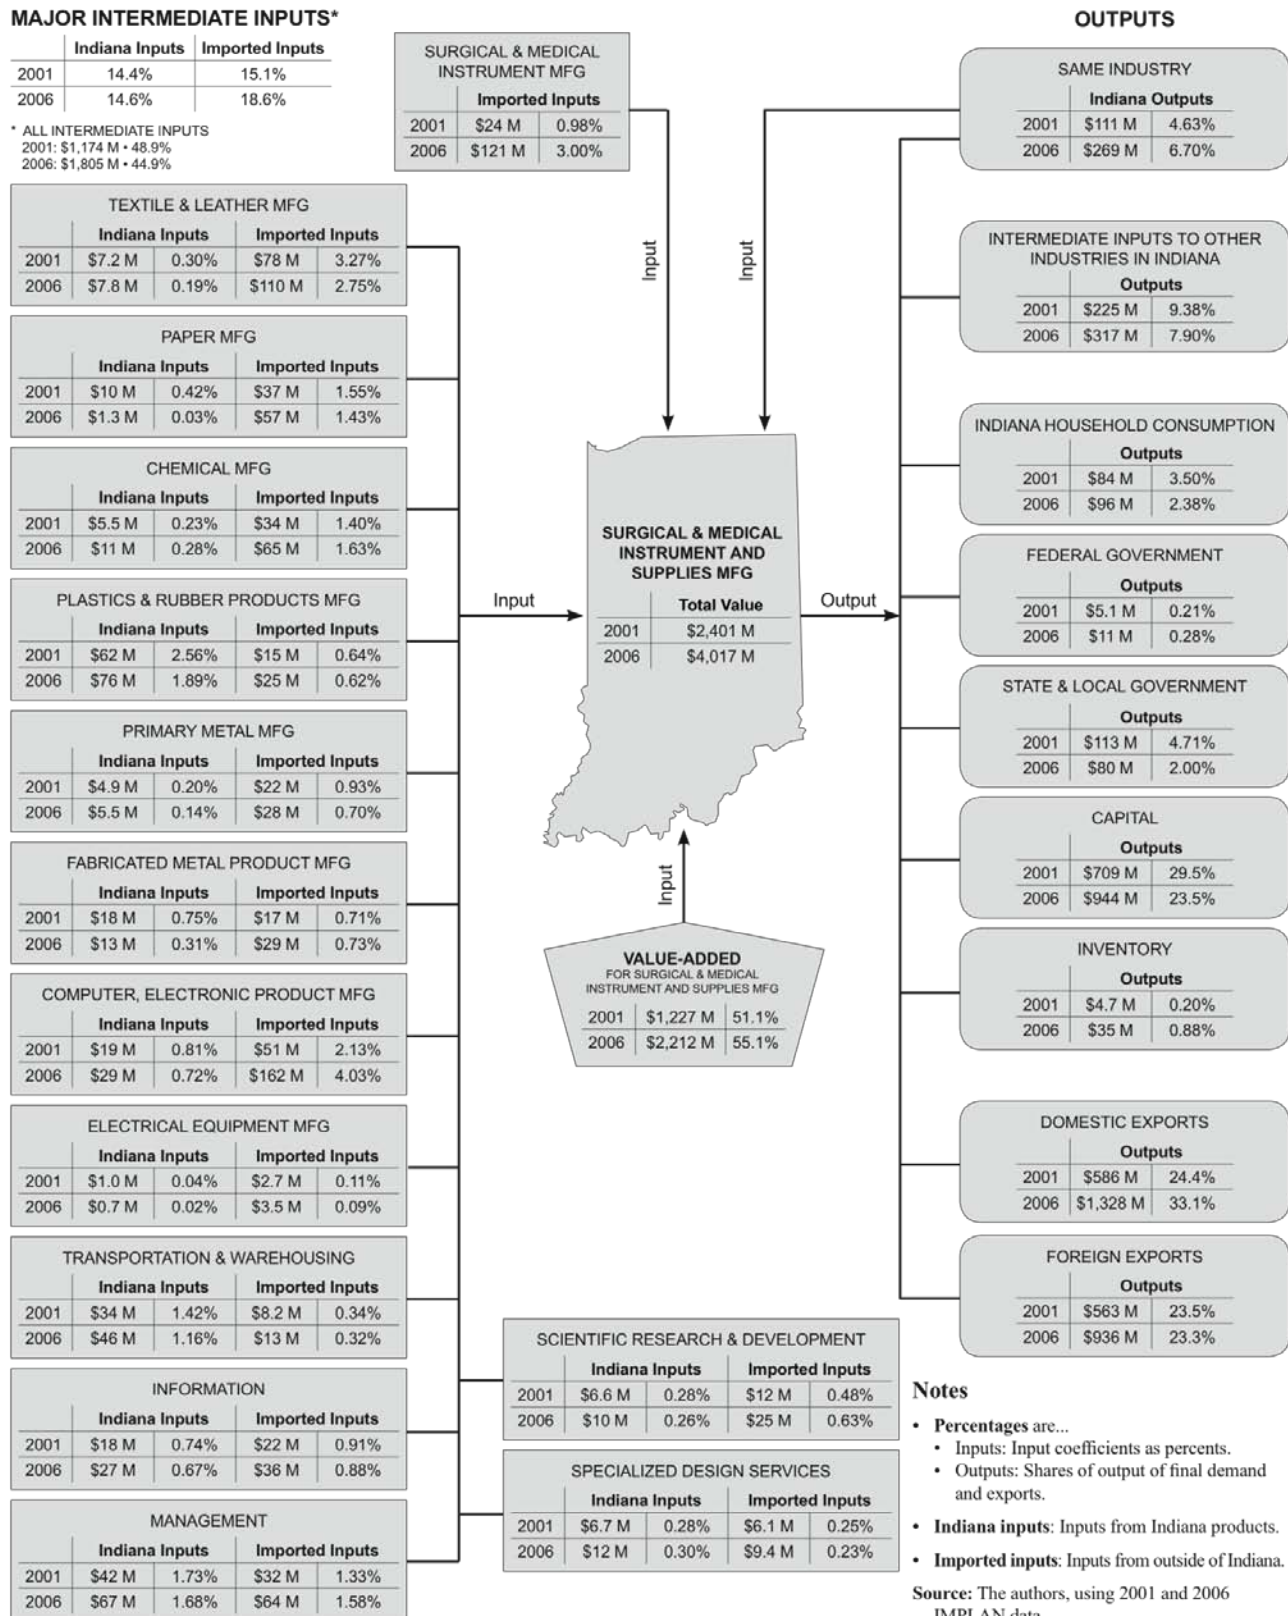 MAJOR INTERMEDIATE INPUTS*
Indiana Inputs Imported Inputs
2001 14.4% 15.1%
2006 14.6% 18.6%
* ALL INTERMEDIATE INPUTS
2001: $1,174 M • 48.9%
2006: $1,805 M • 44.9%
SURGICAL & MEDICAL
INSTRUMENT MFG
Imported Inputs
2001 $24 M 0.98%
2006 $121 M 3.00%
TEXTILE & LEATHER MFG
Indiana Inputs Imported Inputs
2001 $7.2 M 0.30% $78 M 3.27%
2006 $7.8 M 0.19% $110 M 2.75%
PAPER MFG
Indiana Inputs Imported Inputs
2001 $10 M 0.42% $37 M 1.55%
2006 $1.3 M 0.03% $57 M 1.43%
CHEMICAL MFG
Indiana Inputs Imported Inputs
2001 $5.5 M 0.23% $34 M 1.40%
2006 $11 M 0.28% $65 M 1.63%
PLASTICS & RUBBER PRODUCTS MFG
Indiana Inputs Imported Inputs
2001 $62 M 2.56% $15 M 0.64%
2006 $76 M 1.89% $25 M 0.62%
PRIMARY METAL MFG
Indiana Inputs Imported Inputs
2001 $4.9 M 0.20% $22 M 0.93%
2006 $5.5 M 0.14% $28 M 0.70%
FABRICATED METAL PRODUCT MFG
Indiana Inputs Imported Inputs
2001 $18 M 0.75% $17 M 0.71%
2006 $13 M 0.31% $29 M 0.73%
COMPUTER, ELECTRONIC PRODUCT MFG
Indiana Inputs Imported Inputs
2001 $19 M 0.81% $51 M 2.13%
2006 $29 M 0.72% $162 M 4.03%
ELECTRICAL EQUIPMENT MFG
Indiana Inputs Imported Inputs
2001 $1.0 M 0.04% $2.7 M 0.11%
2006 $0.7 M 0.02% $3.5 M 0.09%
TRANSPORTATION & WAREHOUSING
Indiana Inputs Imported Inputs
2001 $34 M 1.42% $8.2 M 0.34%
2006 $46 M 1.16% $13 M 0.32%
INFORMATION
Indiana Inputs Imported Inputs
2001 $18 M 0.74% $22 M 0.91%
2006 $27 M 0.67% $36 M 0.88%
MANAGEMENT
Indiana Inputs Imported Inputs
2001 $42 M 1.73% $32 M 1.33%
2006 $67 M 1.68% $64 M 1.58%
SCIENTIFIC RESEARCH & DEVELOPMENT
Indiana Inputs Imported Inputs
2001 $6.6 M 0.28% $12 M 0.48%
2006 $10 M 0.26% $25 M 0.63%
SPECIALIZED DESIGN SERVICES
Indiana Inputs Imported Inputs
2001 $6.7 M 0.28% $6.1 M 0.25%
2006 $12 M 0.30% $9.4 M 0.23%
Input
Input
Input
SURGICAL & MEDICAL
INSTRUMENT AND
SUPPLIES MFG
Total Value
2001 $2,401 M
2006 $4,017 M
Output
Input
VALUE-ADDED
FOR SURGICAL & MEDICAL
INSTRUMENT AND SUPPLIES MFG
2001 $1,227 M 51.1%
2006 $2,212 M 55.1%
OUTPUTS
SAME INDUSTRY
Indiana Outputs
2001 $111 M 4.63%
2006 $269 M 6.70%
INTERMEDIATE INPUTS TO OTHER
INDUSTRIES IN INDIANA
Outputs
2001 $225 M 9.38%
2006 $317 M 7.90%
INDIANA HOUSEHOLD CONSUMPTION
Outputs
2001 $84 M 3.50%
2006 $96 M 2.38%
FEDERAL GOVERNMENT
Outputs
2001 $5.1 M 0.21%
2006 $11 M 0.28%
STATE & LOCAL GOVERNMENT
Outputs
2001 $113 M 4.71%
2006 $80 M 2.00%
CAPITAL
Outputs
2001 $709 M 29.5%
2006 $944 M 23.5%
INVENTORY
Outputs
2001 $4.7 M 0.20%
2006 $35 M 0.88%
DOMESTIC EXPORTS
Outputs
2001 $586 M 24.4%
2006 $1,328 M 33.1%
FOREIGN EXPORTS
Outputs
2001 $563 M 23.5%
2006 $936 M 23.3%
Notes
• Percentages are...
• Inputs: Input coefficients as percents.
• Outputs: Shares of output of final demand
and exports.
• Indiana inputs: Inputs from Indiana products.
• Imported inputs: Inputs from outside of Indiana.
Source: The authors, using 2001 and 2006
IMPLAN data